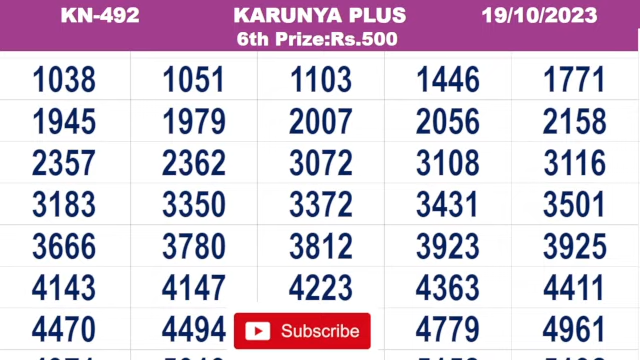 KN-492 KARUNYA PLUS 19/10/2023
6th Prize:Rs.500
1038 1051 1103 1446 1771
1945 1979 2007 2056 2158
2357 2362 3072 3108 3116
3183 3350 3372 3431 3501
3666 3780 3812 3923 3925
4143 4147 4223 4363 4411
4470 4494 Subscribe 4779 4961